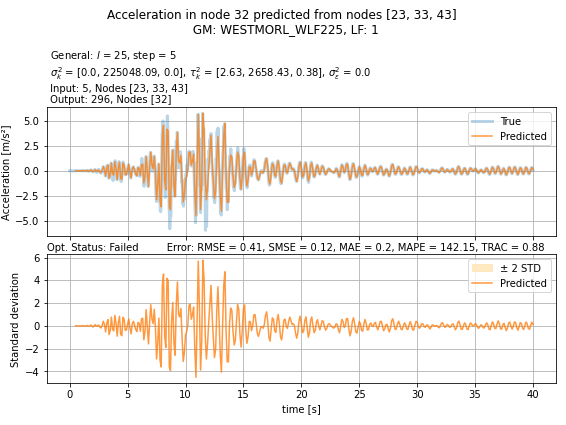 Acceleration in node 32 predicted from nodes [23, 33, 43]
GM: WESTMORL_WLF225, LF: 1
General: l = 25, step = 5
σ²ₖ = [0.0, 225048.09, 0.0], τ²ₖ = [2.63, 2658.43, 0.38], σ²ε = 0.0
Input: 5, Nodes [23, 33, 43]
Output: 296, Nodes [32]
Acceleration [m/s²]
5.0
2.5
0.0
−2.5
−5.0
True
Predicted
Opt. Status: Failed Error: RMSE = 0.41, SMSE = 0.12, MAE = 0.2, MAPE = 142.15, TRAC = 0.88
Standard deviation
6
4
2
0
−2
−4
± 2 STD
Predicted
0 5 10 15 20 25 30 35 40
time [s]